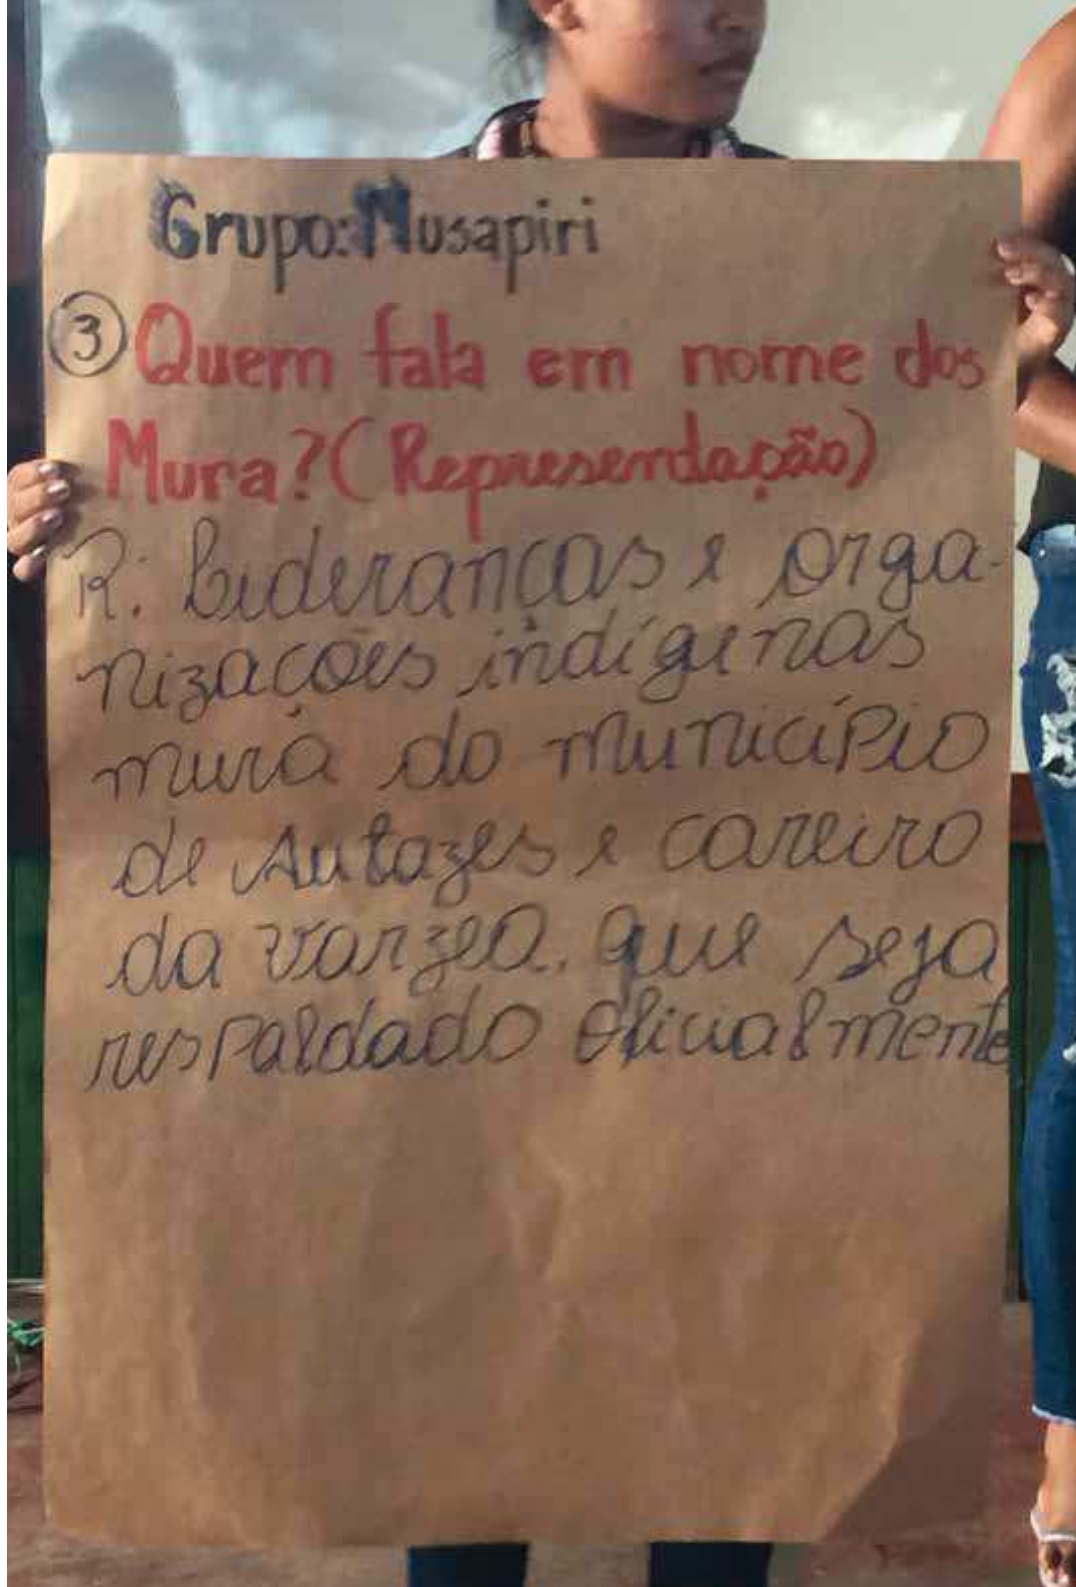 Grupo: Musapiri
③ Quem fala em nome dos
Mura? (Representação)
R: Lideranças e orga-
nizações indígenas
mura do município
de Autazes e careiro
da varzea. que seja
respaldado oficialmente